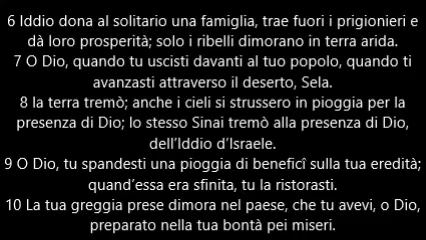 6 Iddio dona al solitario una famiglia, trae fuori i prigionieri e
dà loro prosperità; solo i ribelli dimorano in terra arida.
7 O Dio, quando tu uscisti davanti al tuo popolo, quando ti
avanzasti attraverso il deserto, Sela.
8 la terra tremò; anche i cieli si strussero in pioggia per la
presenza di Dio; lo stesso Sinai tremò alla presenza di Dio,
dell'Iddio d'Israele.
9 O Dio, tu spandesti una pioggia di beneficî sulla tua eredità;
quand'essa era sfinita, tu la ristorasti.
10 La tua greggia prese dimora nel paese, che tu avevi, o Dio,
preparato nella tua bontà pei miseri.